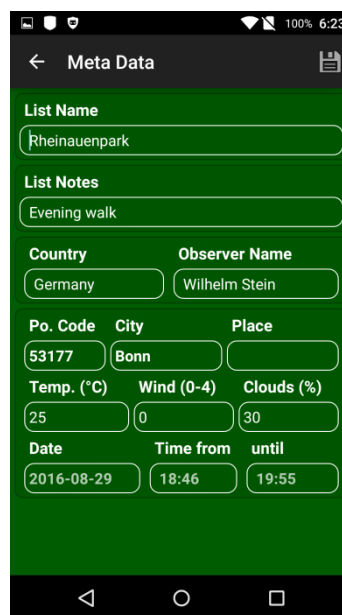 100% 6:23
Meta Data
List Name
Rheinauenpark
List Notes
Evening walk
Country Observer Name
Germany Wilhelm Stein
Po. Code City Place
53177 Bonn
Temp. (°C) Wind (0-4) Clouds (%)
25 0 30
Date Time from until
2016-08-29 18:46 19:55